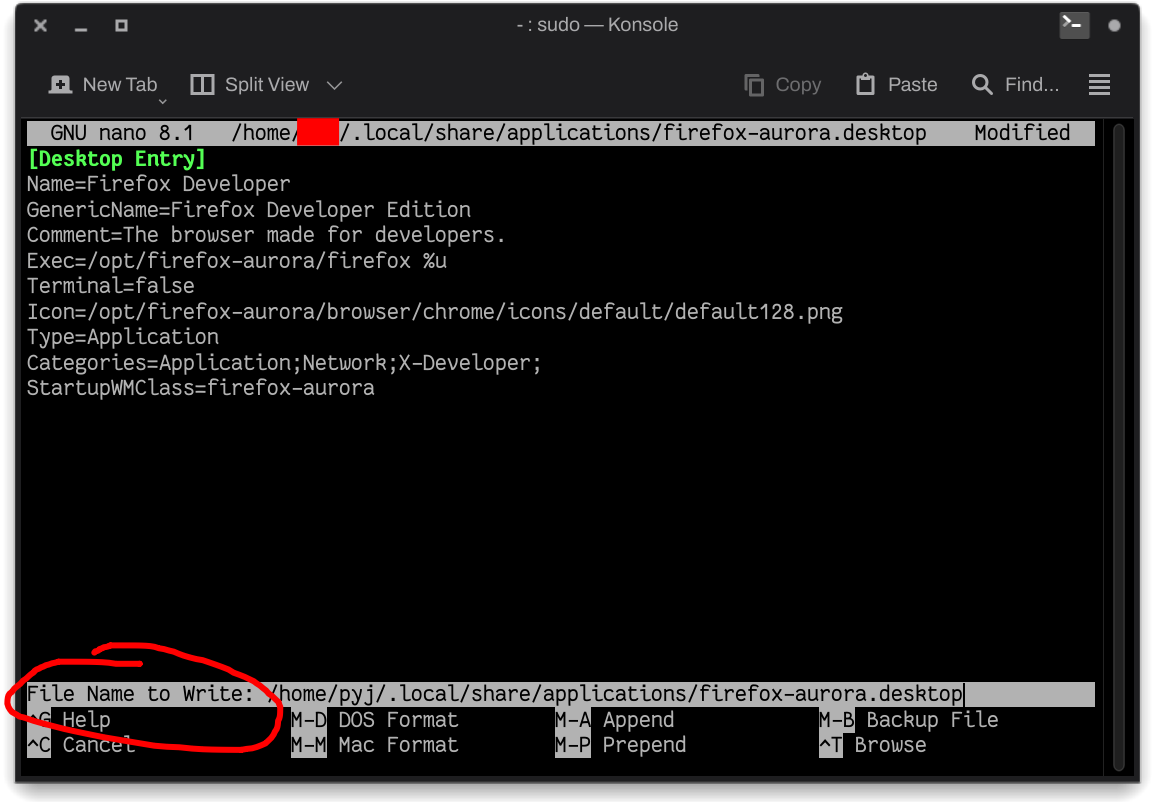 - : sudo — Konsole
New Tab Split View Copy Paste Find...
GNU nano 8.1 /home/ /.local/share/applications/firefox-aurora.desktop Modified
[Desktop Entry]
Name=Firefox Developer
GenericName=Firefox Developer Edition
Comment=The browser made for developers.
Exec=/opt/firefox-aurora/firefox %u
Terminal=false
Icon=/opt/firefox-aurora/browser/chrome/icons/default/default128.png
Type=Application
Categories=Application;Network;X-Developer;
StartupWMClass=firefox-aurora
File Name to Write: /home/pyj/.local/share/applications/firefox-aurora.desktop
^G Help M-D DOS Format M-A Append M-B Backup File
^C Cancel M-M Mac Format M-P Prepend ^T Browse